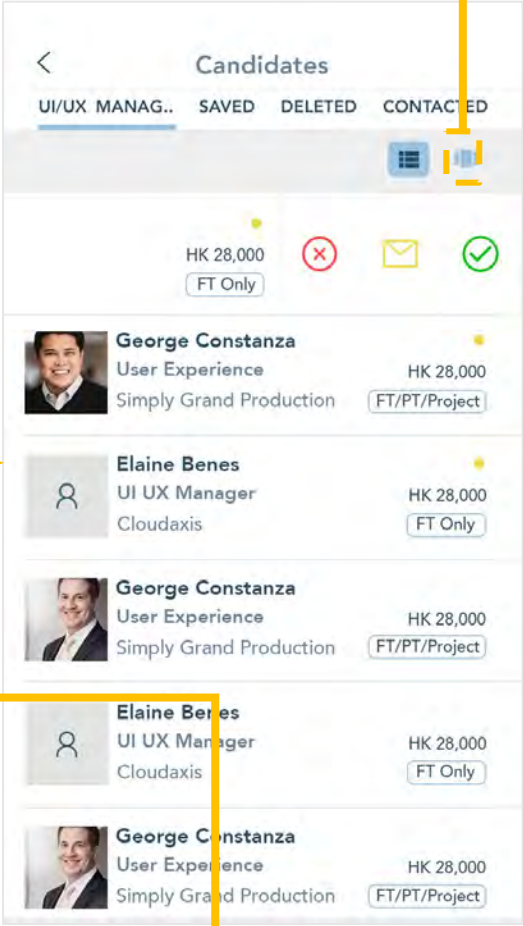 Candidates
UI/UX MANAG.. SAVED DELETED CONTACTED
HK 28,000
FT Only
George Constanza
User Experience HK 28,000
Simply Grand Production FT/PT/Project
Elaine Benes
UI UX Manager HK 28,000
Cloudaxis FT Only
George Constanza
User Experience HK 28,000
Simply Grand Production FT/PT/Project
Elaine Benes
UI UX Manager HK 28,000
Cloudaxis FT Only
George Constanza
User Experience HK 28,000
Simply Grand Production FT/PT/Project